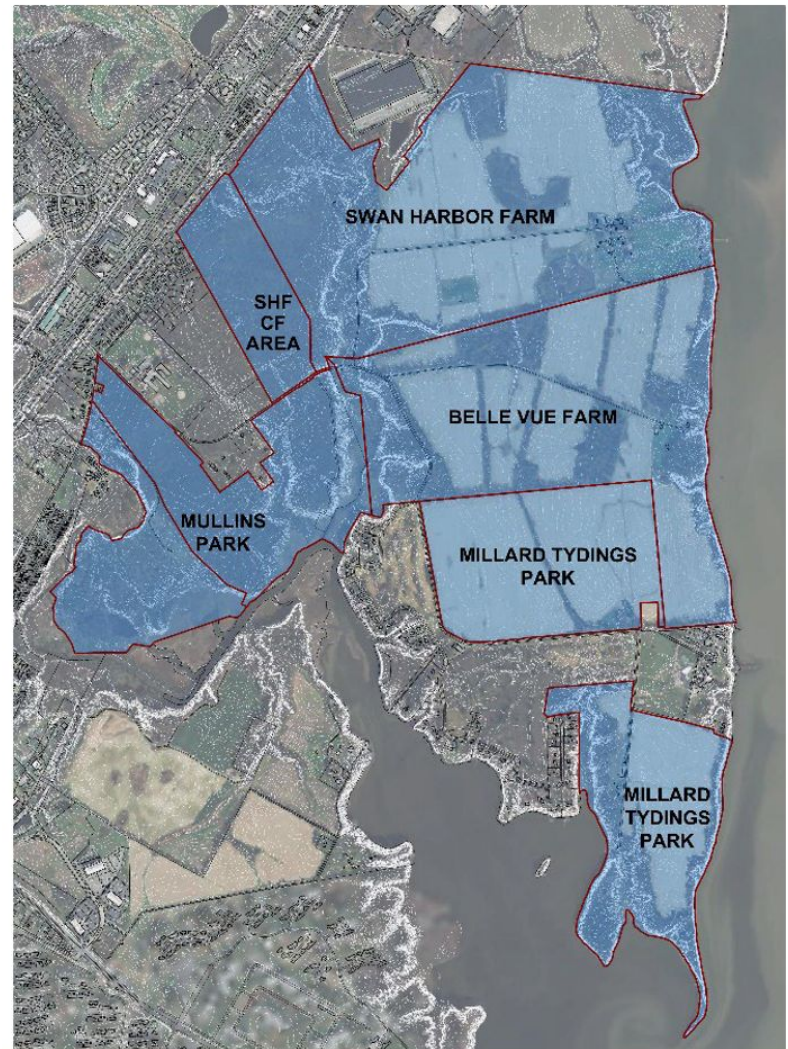 SWAN HARBOR FARM
SHF
CF
AREA
BELLE VUE FARM
MULLINS
PARK
MILLARD TYDINGS
PARK
MILLARD
TYDINGS
PARK